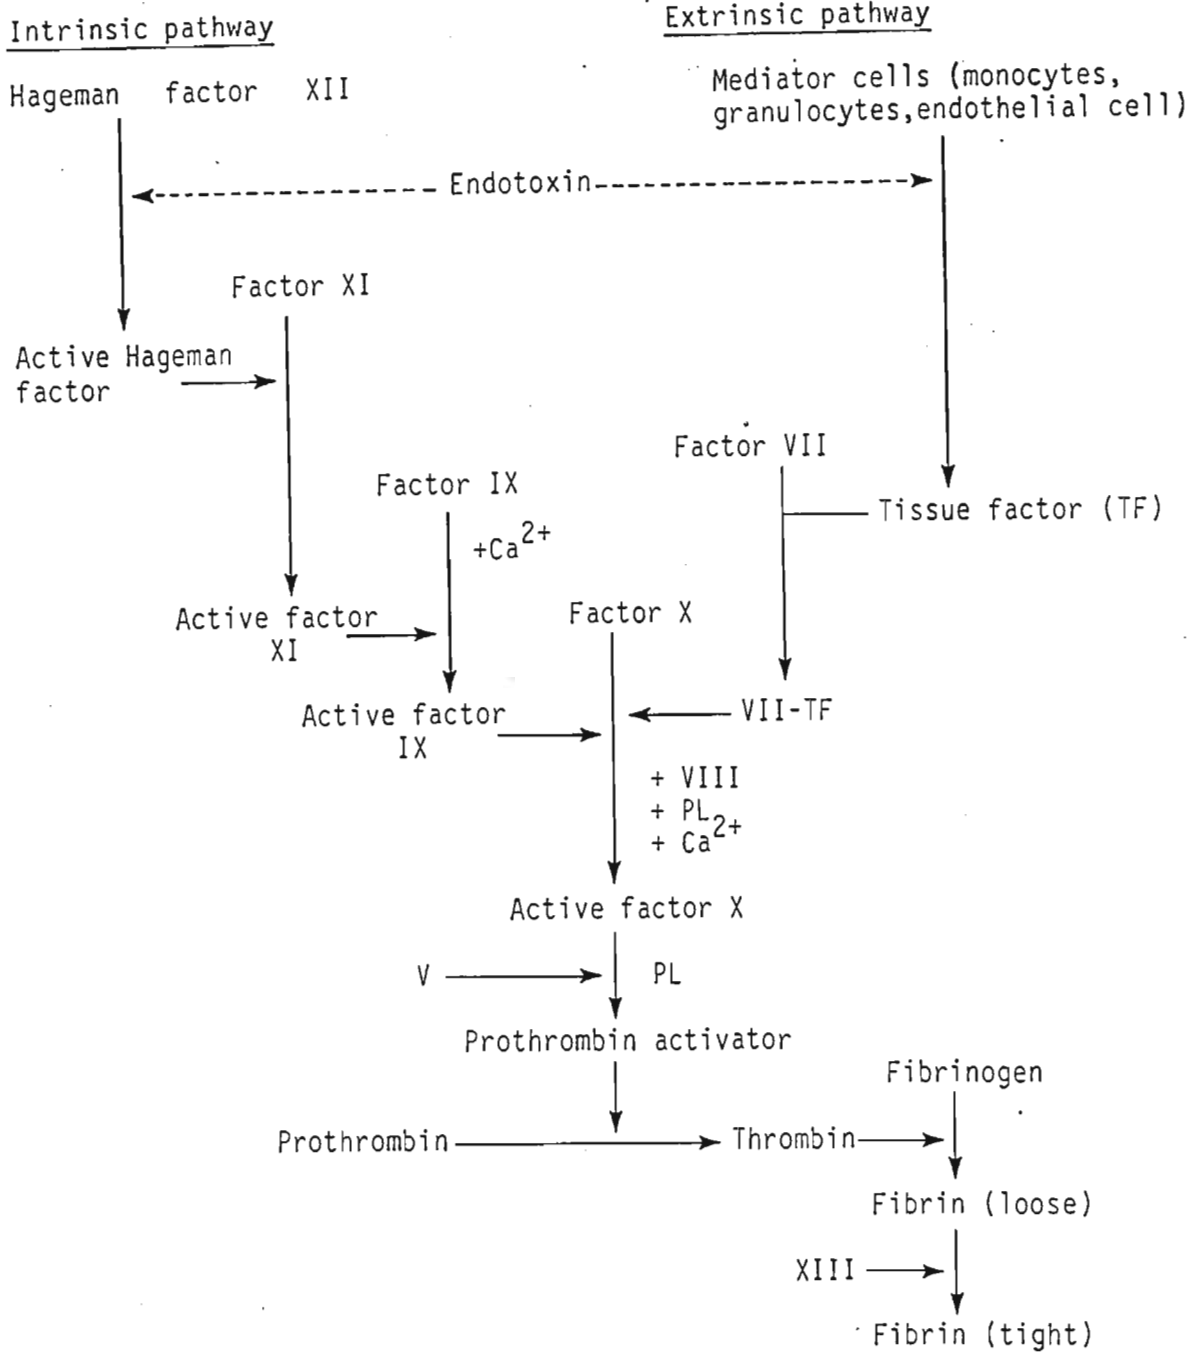 Intrinsic pathway
Extrinsic pathway
Hageman factor XII
Mediator cells (monocytes,
granulocytes,endothelial cell)
Endotoxin
Factor XI
Active Hageman
factor
Factor VII
Factor IX
Tissue factor (TF)
+Ca2+
Factor X
Active factor
XI
VII-TF
Active factor
IX
+ VIII
+ PL
+ Ca2+
Active factor X
V
PL
Prothrombin activator
Fibrinogen
Prothrombin
Thrombin
Fibrin (loose)
XIII
Fibrin (tight)